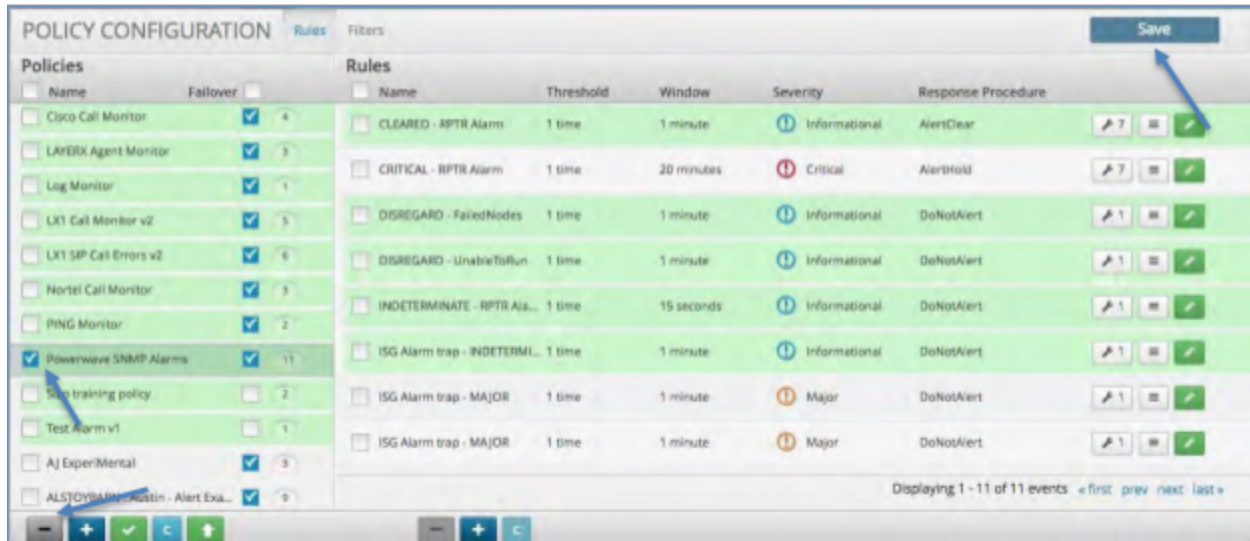 POLICY CONFIGURATION Rules Filters Save
Policies Rules
Name Failover Name Threshold Window Severity Response Procedure
Cisco Call Monitor 4
LAYERX Agent Monitor 3
Log Monitor 1
LX1 Call Monitor v2 5
LX1 SIP Call Errors v2 6
Nortel Call Monitor 3
PING Monitor 2
Powerwave SNMP Alarms 11
training policy 2
Test Alarm v1 1
AJ ExperiMental 3
Austin - Alert Exa... 9
CLEARED - RPTR Alarm 1 time 1 minute Informational AlertClear 7
CRITICAL - RPTR Alarm 1 time 20 minutes Critical AlertHold 7
DISREGARD - FailedNodes 1 time 1 minute Informational DoNotAlert 1
DISREGARD - UnableToRun 1 time 1 minute Informational DoNotAlert 1
INDETERMINATE - RPTR Ala... 1 time 15 seconds Informational DoNotAlert 1
ISG Alarm trap - INDETERMI... 1 time 1 minute Informational DoNotAlert 1
ISG Alarm trap - MAJOR 1 time 1 minute Major DoNotAlert 1
ISG Alarm trap - MAJOR 1 time 1 minute Major DoNotAlert 1
Displaying 1 - 11 of 11 events «first prev next last»
C C